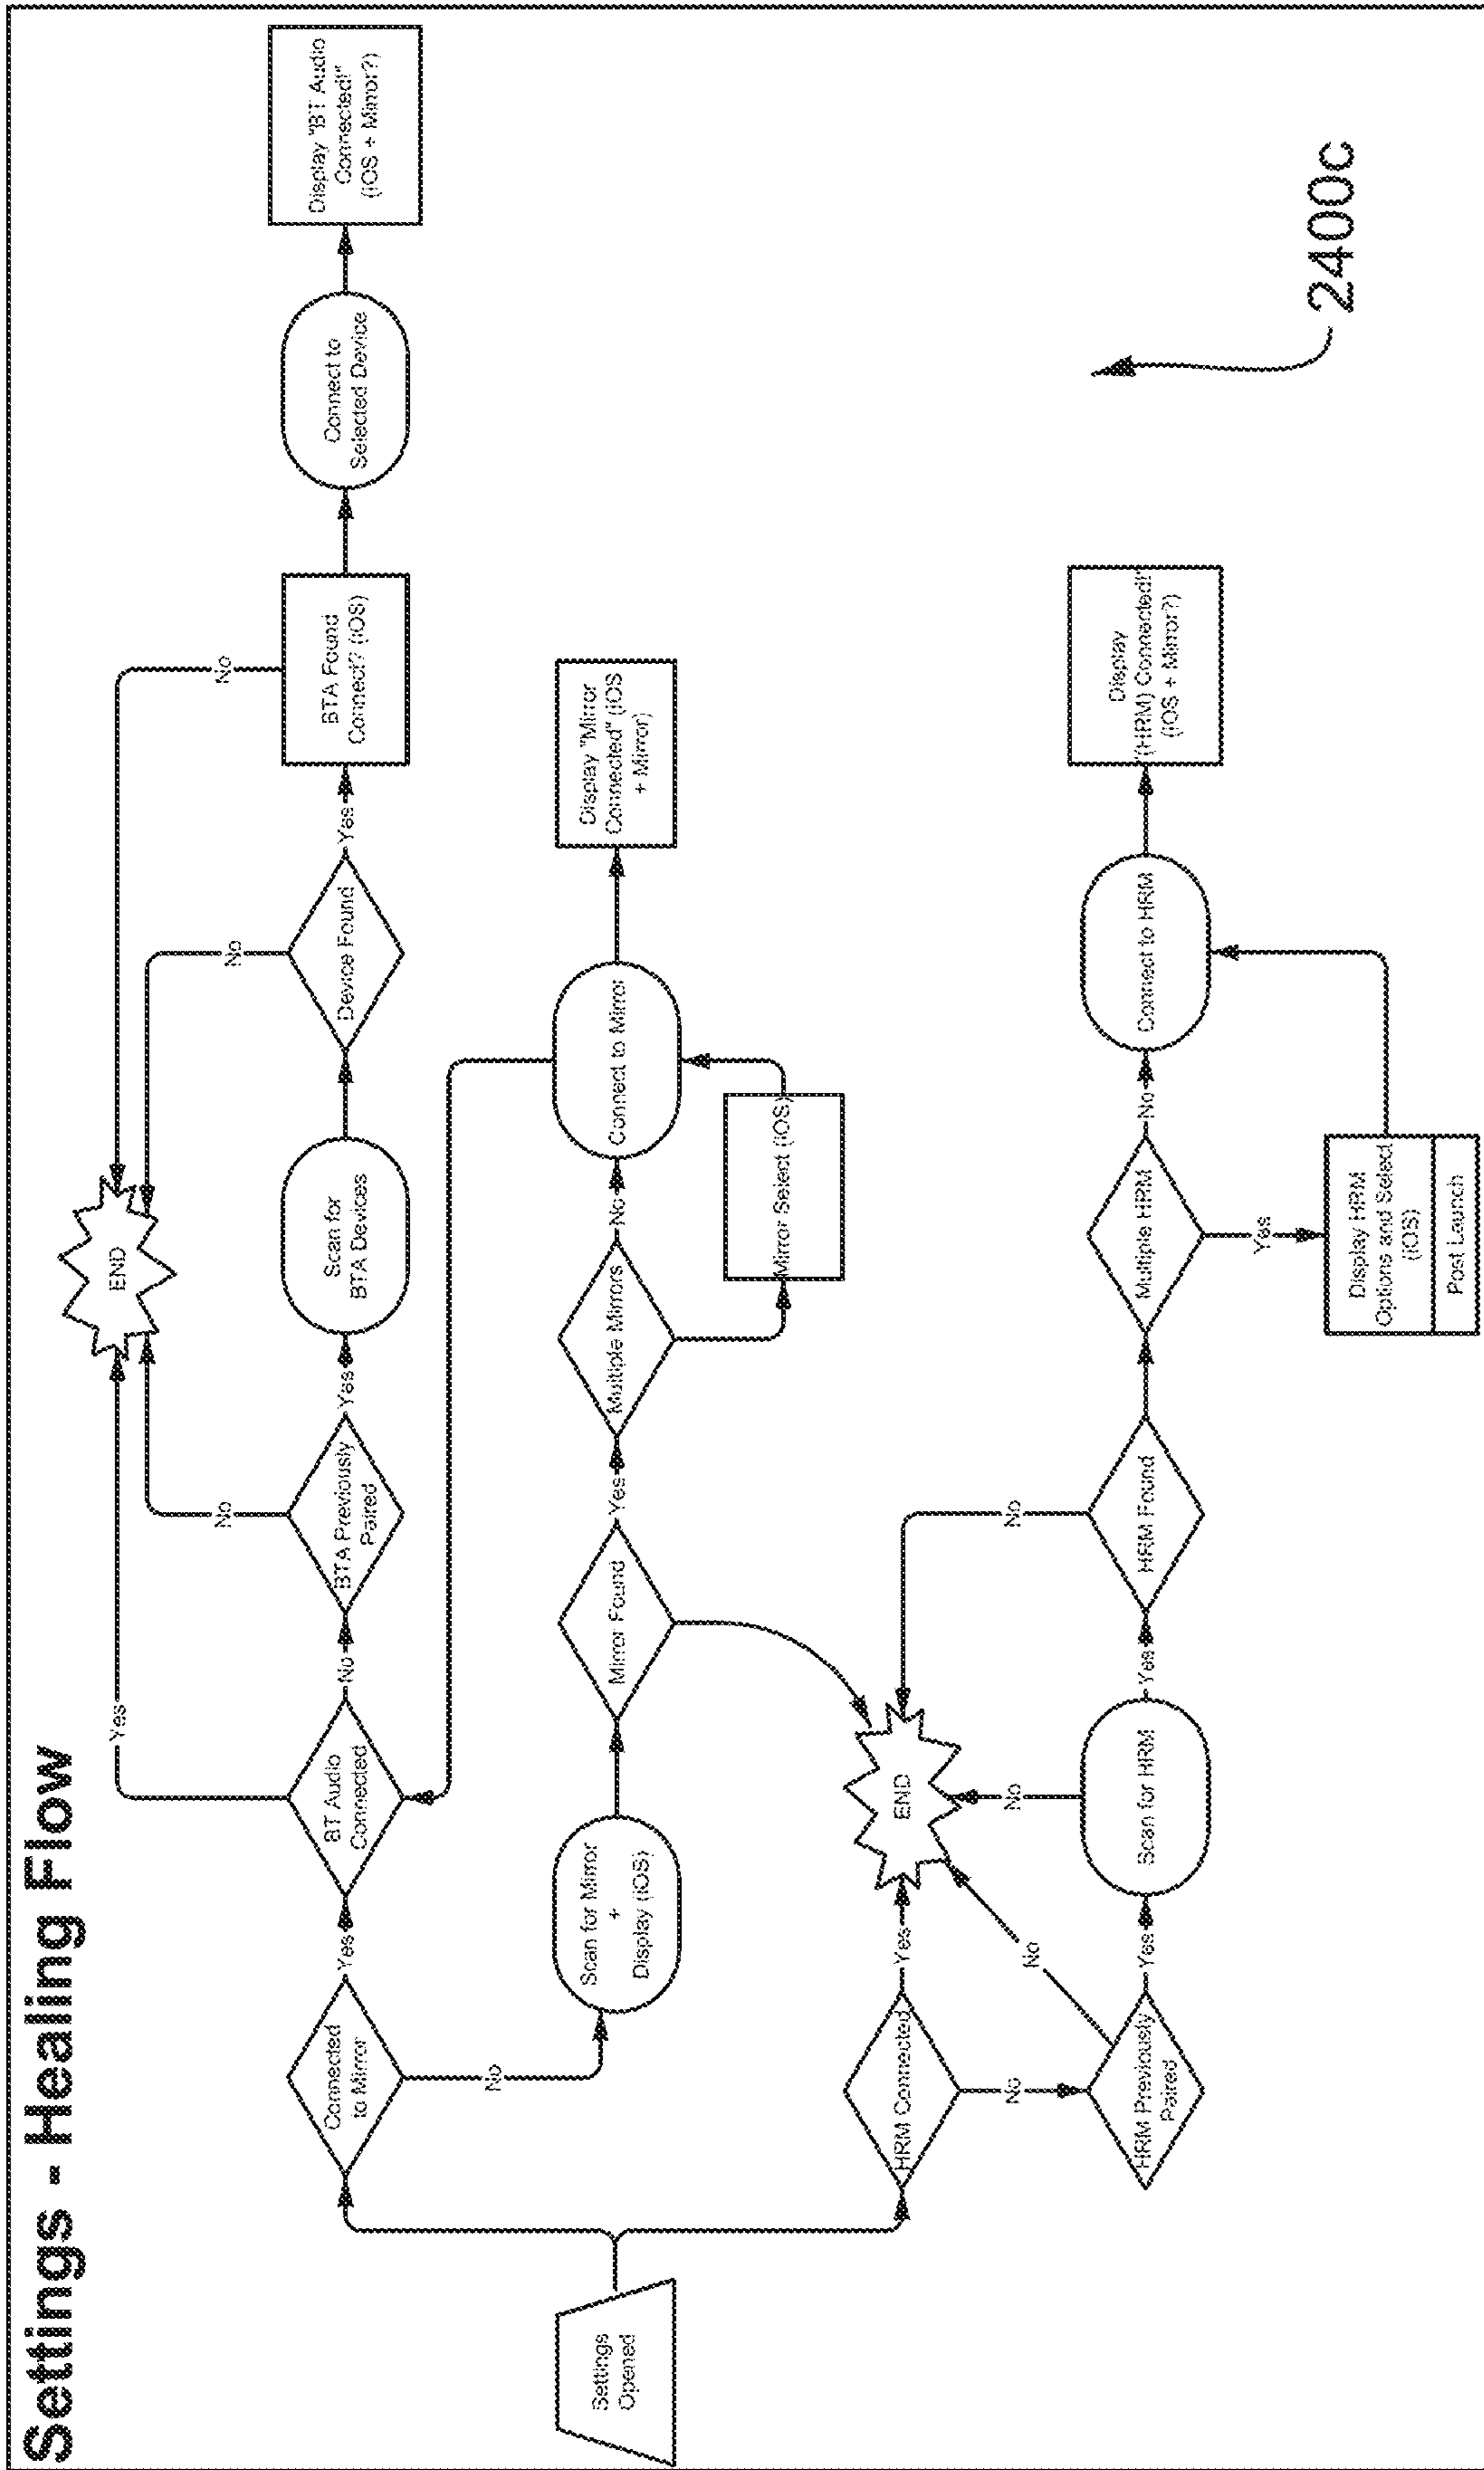 Settings - Healing Flow
Settings
Opened
Connected
to Mirror
Yes
No
BT Audio
Connected
Yes
No
BTA Previously
Paired
No
Yes
END
Scan for
BTA Devices
Device Found
No
Yes
BTA Found
Connect? (iOS)
No
Connect to
Selected Device
Display "BT Audio
Connected!"
(iOS + Mirror?)
Scan for Mirror
+
Display (iOS)
Mirror Found
Yes
Multiple Mirrors
No
Mirror Select (iOS)
Connect to Mirror
Display "Mirror
Connected" (iOS
+ Mirror)
HRM Connected
Yes
No
END
HRM Previously
Paired
No
Yes
Scan for HRM
No
Yes
HRM Found
No
Multiple HRM
No
Yes
Display HRM
Options and Select
(iOS)
Post Launch
Connect to HRM
Display
"(HRM) Connected!"
(iOS + Mirror?)
2400c